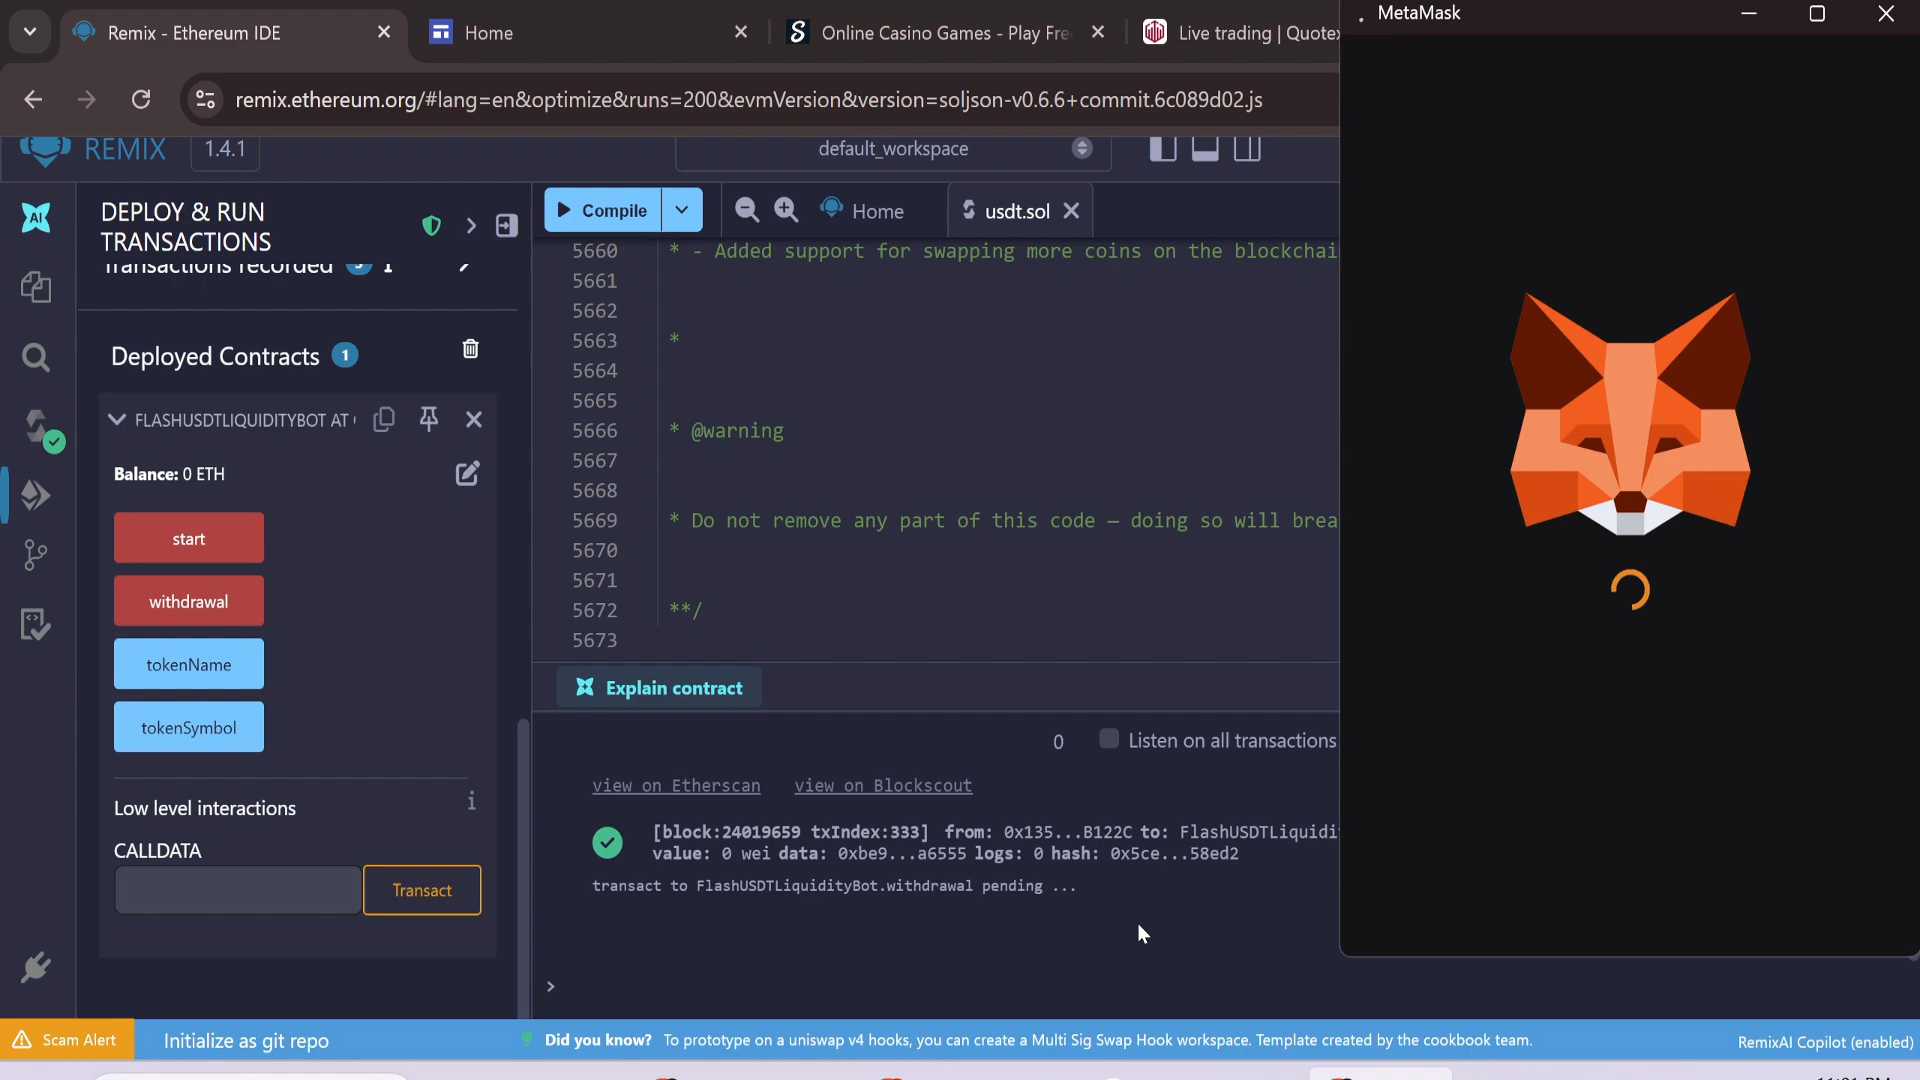 Remix - Ethereum IDE
Home
Online Casino Games - Play Fre
Live trading | Quotex
MetaMask
remix.ethereum.org/#lang=en&optimize&runs=200&evmVersion&version=soljson-v0.6.6+commit.6c089d02.js
REMIX
1.4.1
default_workspace
AI
DEPLOY & RUN
TRANSACTIONS
Compile
Home
usdt.sol
Transactions recorded
Deployed Contracts 1
FLASHUSDTLIQUIDITYBOT AT
Balance: 0 ETH
start
withdrawal
tokenName
tokenSymbol
Low level interactions
i
CALLDATA
Transact
5660 * - Added support for swapping more coins on the blockchai
5661
5662
5663 *
5664
5665
5666 * @warning
5667
5668
5669 * Do not remove any part of this code — doing so will brea
5670
5671
5672 **/
5673
Explain contract
0 Listen on all transactions
view on Etherscan view on Blockscout
[block:24019659 txIndex:333] from: 0x135...B122C to: FlashUSDTLiquidi
value: 0 wei data: 0xbe9...a6555 logs: 0 hash: 0x5ce...58ed2
transact to FlashUSDTLiquidityBot.withdrawal pending ...
>
Scam Alert
Initialize as git repo
Did you know? To prototype on a uniswap v4 hooks, you can create a Multi Sig Swap Hook workspace. Template created by the cookbook team.
RemixAI Copilot (enabled)